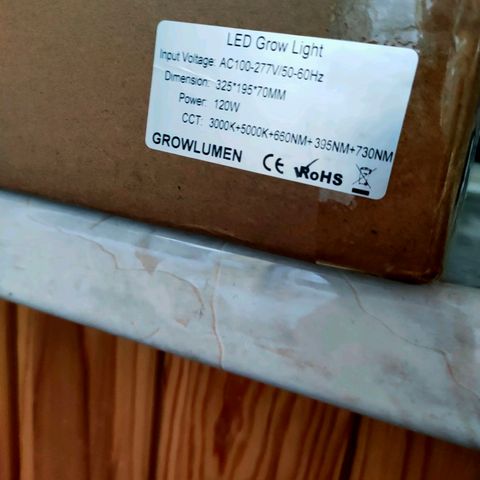 LED Grow Light
Input Voltage: AC100-277V/50-60Hz
Dimension: 325*195*70MM
Power: 120W
CCT: 3000K+5000K+660NM+395NM+730NM
GROWLUMEN CE RoHS